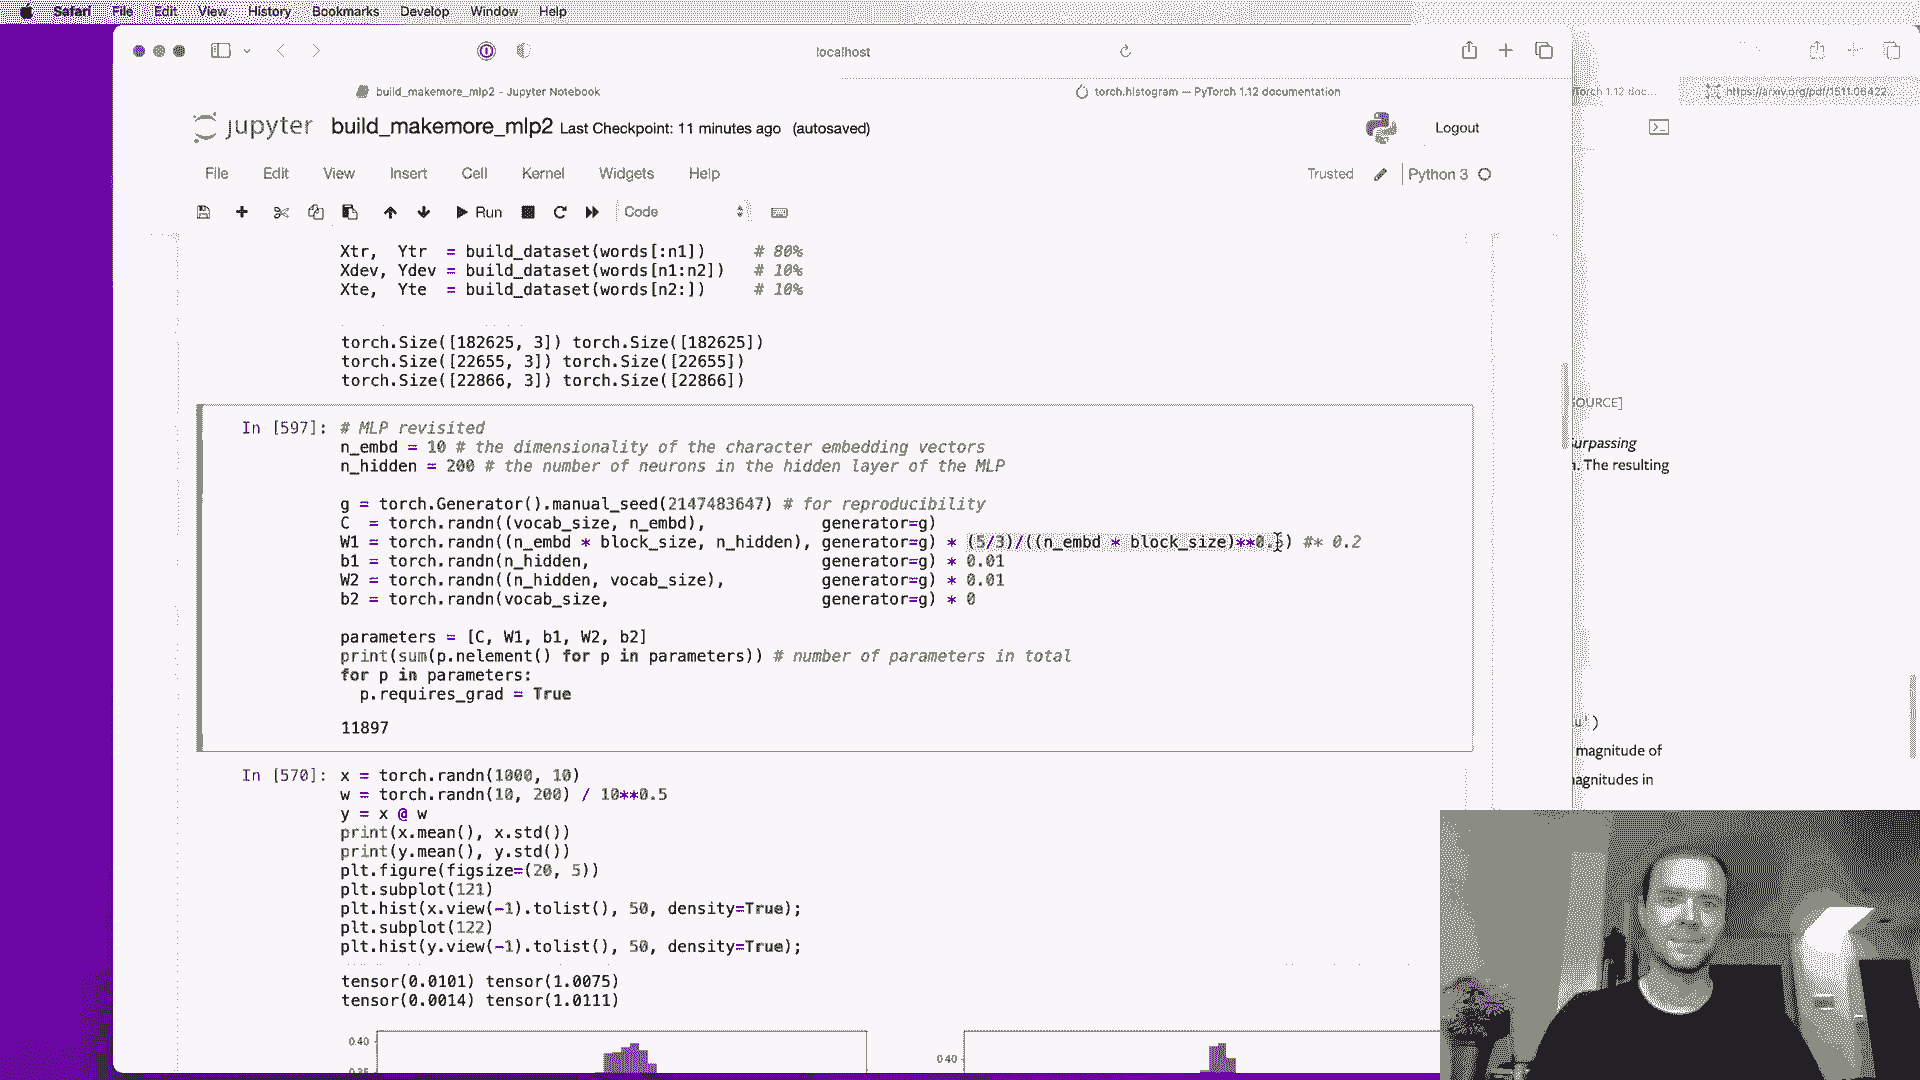 Safari File Edit View History Bookmarks Develop Window Help
localhost
build_makemore_mlp2 - Jupyter Notebook
torch.histogram — PyTorch 1.12 documentation
Torch 1.12 doc...
https://arxiv.org/pdf/1511.06422...
jupyter build_makemore_mlp2 Last Checkpoint: 11 minutes ago (autosaved)
Logout
File Edit View Insert Cell Kernel Widgets Help
Trusted Python 3
Run Code
Xtr, Ytr = build_dataset(words[:n1]) # 80%
Xdev, Ydev = build_dataset(words[n1:n2]) # 10%
Xte, Yte = build_dataset(words[n2:]) # 10%
torch.Size([182625, 3]) torch.Size([182625])
torch.Size([22655, 3]) torch.Size([22655])
torch.Size([22866, 3]) torch.Size([22866])
In [597]: # MLP revisited
n_embd = 10 # the dimensionality of the character embedding vectors
n_hidden = 200 # the number of neurons in the hidden layer of the MLP
g = torch.Generator().manual_seed(2147483647) # for reproducibility
C = torch.randn((vocab_size, n_embd), generator=g)
W1 = torch.randn((n_embd * block_size, n_hidden), generator=g) * (5/3)/((n_embd * block_size)**0.5) #* 0.2
b1 = torch.randn(n_hidden, generator=g) * 0.01
W2 = torch.randn((n_hidden, vocab_size), generator=g) * 0.01
b2 = torch.randn(vocab_size, generator=g) * 0
parameters = [C, W1, b1, W2, b2]
print(sum(p.nelement() for p in parameters)) # number of parameters in total
for p in parameters:
p.requires_grad = True
11897
In [570]: x = torch.randn(1000, 10)
w = torch.randn(10, 200) / 10**0.5
y = x @ w
print(x.mean(), x.std())
print(y.mean(), y.std())
plt.figure(figsize=(20, 5))
plt.subplot(121)
plt.hist(x.view(-1).tolist(), 50, density=True);
plt.subplot(122)
plt.hist(y.view(-1).tolist(), 50, density=True);
tensor(0.0101) tensor(1.0075)
tensor(0.0014) tensor(1.0111)
0.40
0.35
0.40
SOURCE]
urpassing
. The resulting
u')
magnitude of
agnitudes in